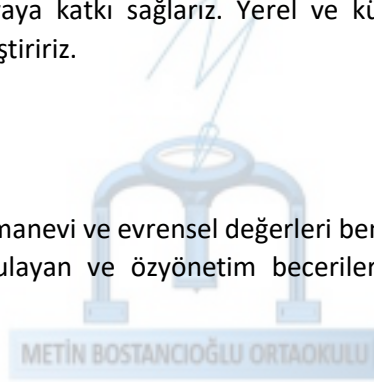 aya katkı sağlarız. Yerel ve kü
ştiririz.
manevi ve evrensel değerleri ber
ulayan ve özyönetim beceriler
METİN BOSTANCIOĞLU ORTAOKULU